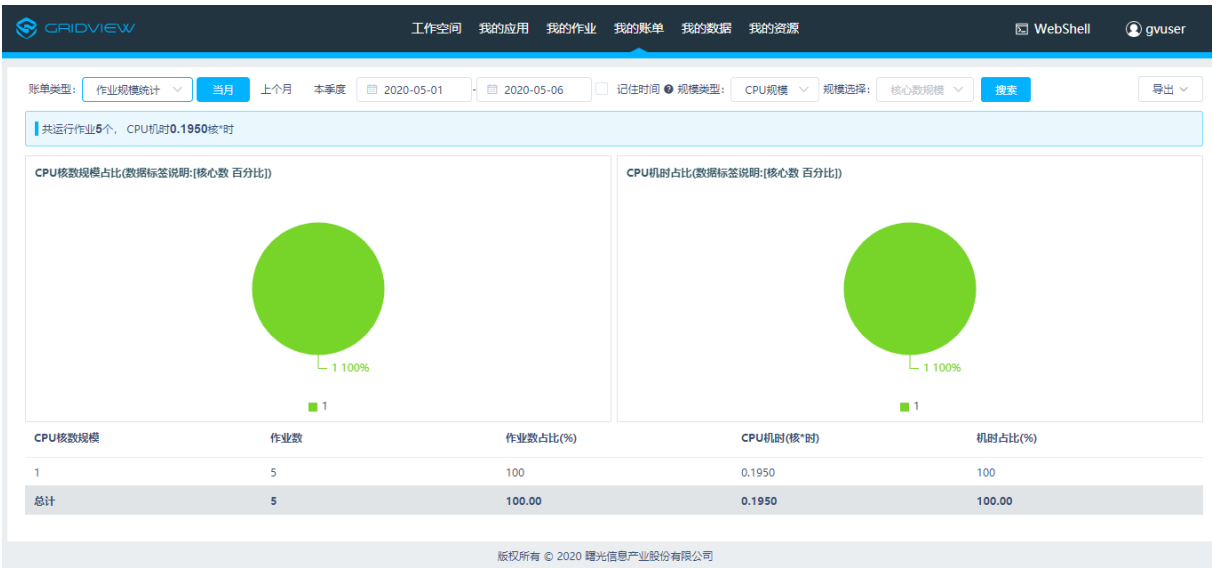 GRIDVIEW 工作空间 我的应用 我的作业 我的账单 我的数据 我的资源 WebShell gvuser
账单类型: 作业规模统计 当月 上个月 本季度 2020-05-01 - 2020-05-06 记住时间 规模类型: CPU规模 规模选择: 核心数规模 搜索 导出
共运行作业5个, CPU机时0.1950核*时
CPU核数规模占比(数据标签说明:[核心数 百分比]) CPU机时占比(数据标签说明:[核心数 百分比])
1 100% 1 100%
1 1
CPU核数规模 作业数 作业数占比(%) CPU机时(核*时) 机时占比(%)
1 5 100 0.1950 100
总计 5 100.00 0.1950 100.00
版权所有 © 2020 曙光信息产业股份有限公司